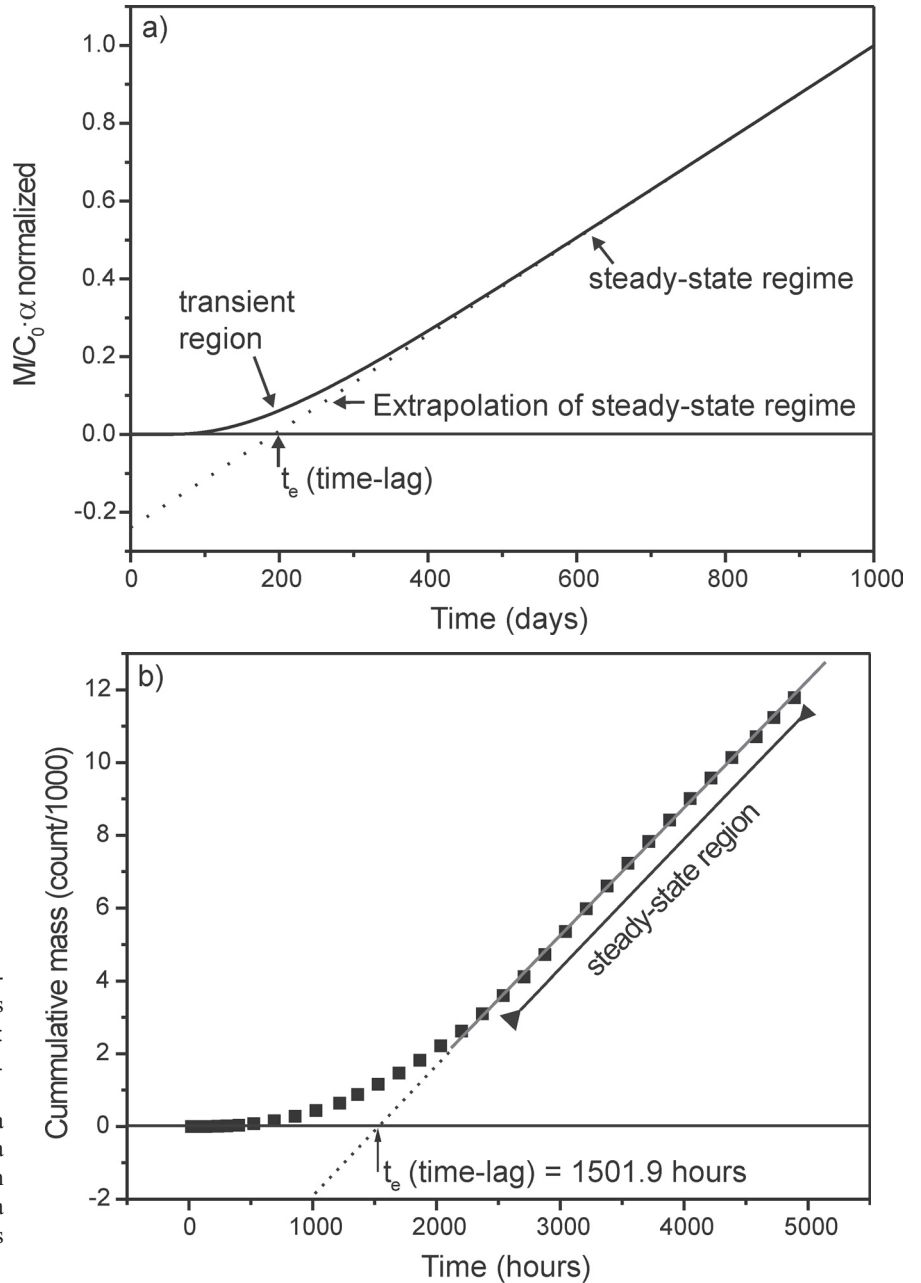 a)
M/C₀·α normalized
1.0
0.8
0.6
0.4
0.2
0.0
-0.2
transient
region
steady-state regime
Extrapolation of steady-state regime
tₑ (time-lag)
0
200
400
600
800
1000
Time (days)
b)
Cummulative mass (count/1000)
12
10
8
6
4
2
0
-2
steady-state region
tₑ (time-lag) = 1501.9 hours
0
1000
2000
3000
4000
5000
Time (hours)
s
a
a
s